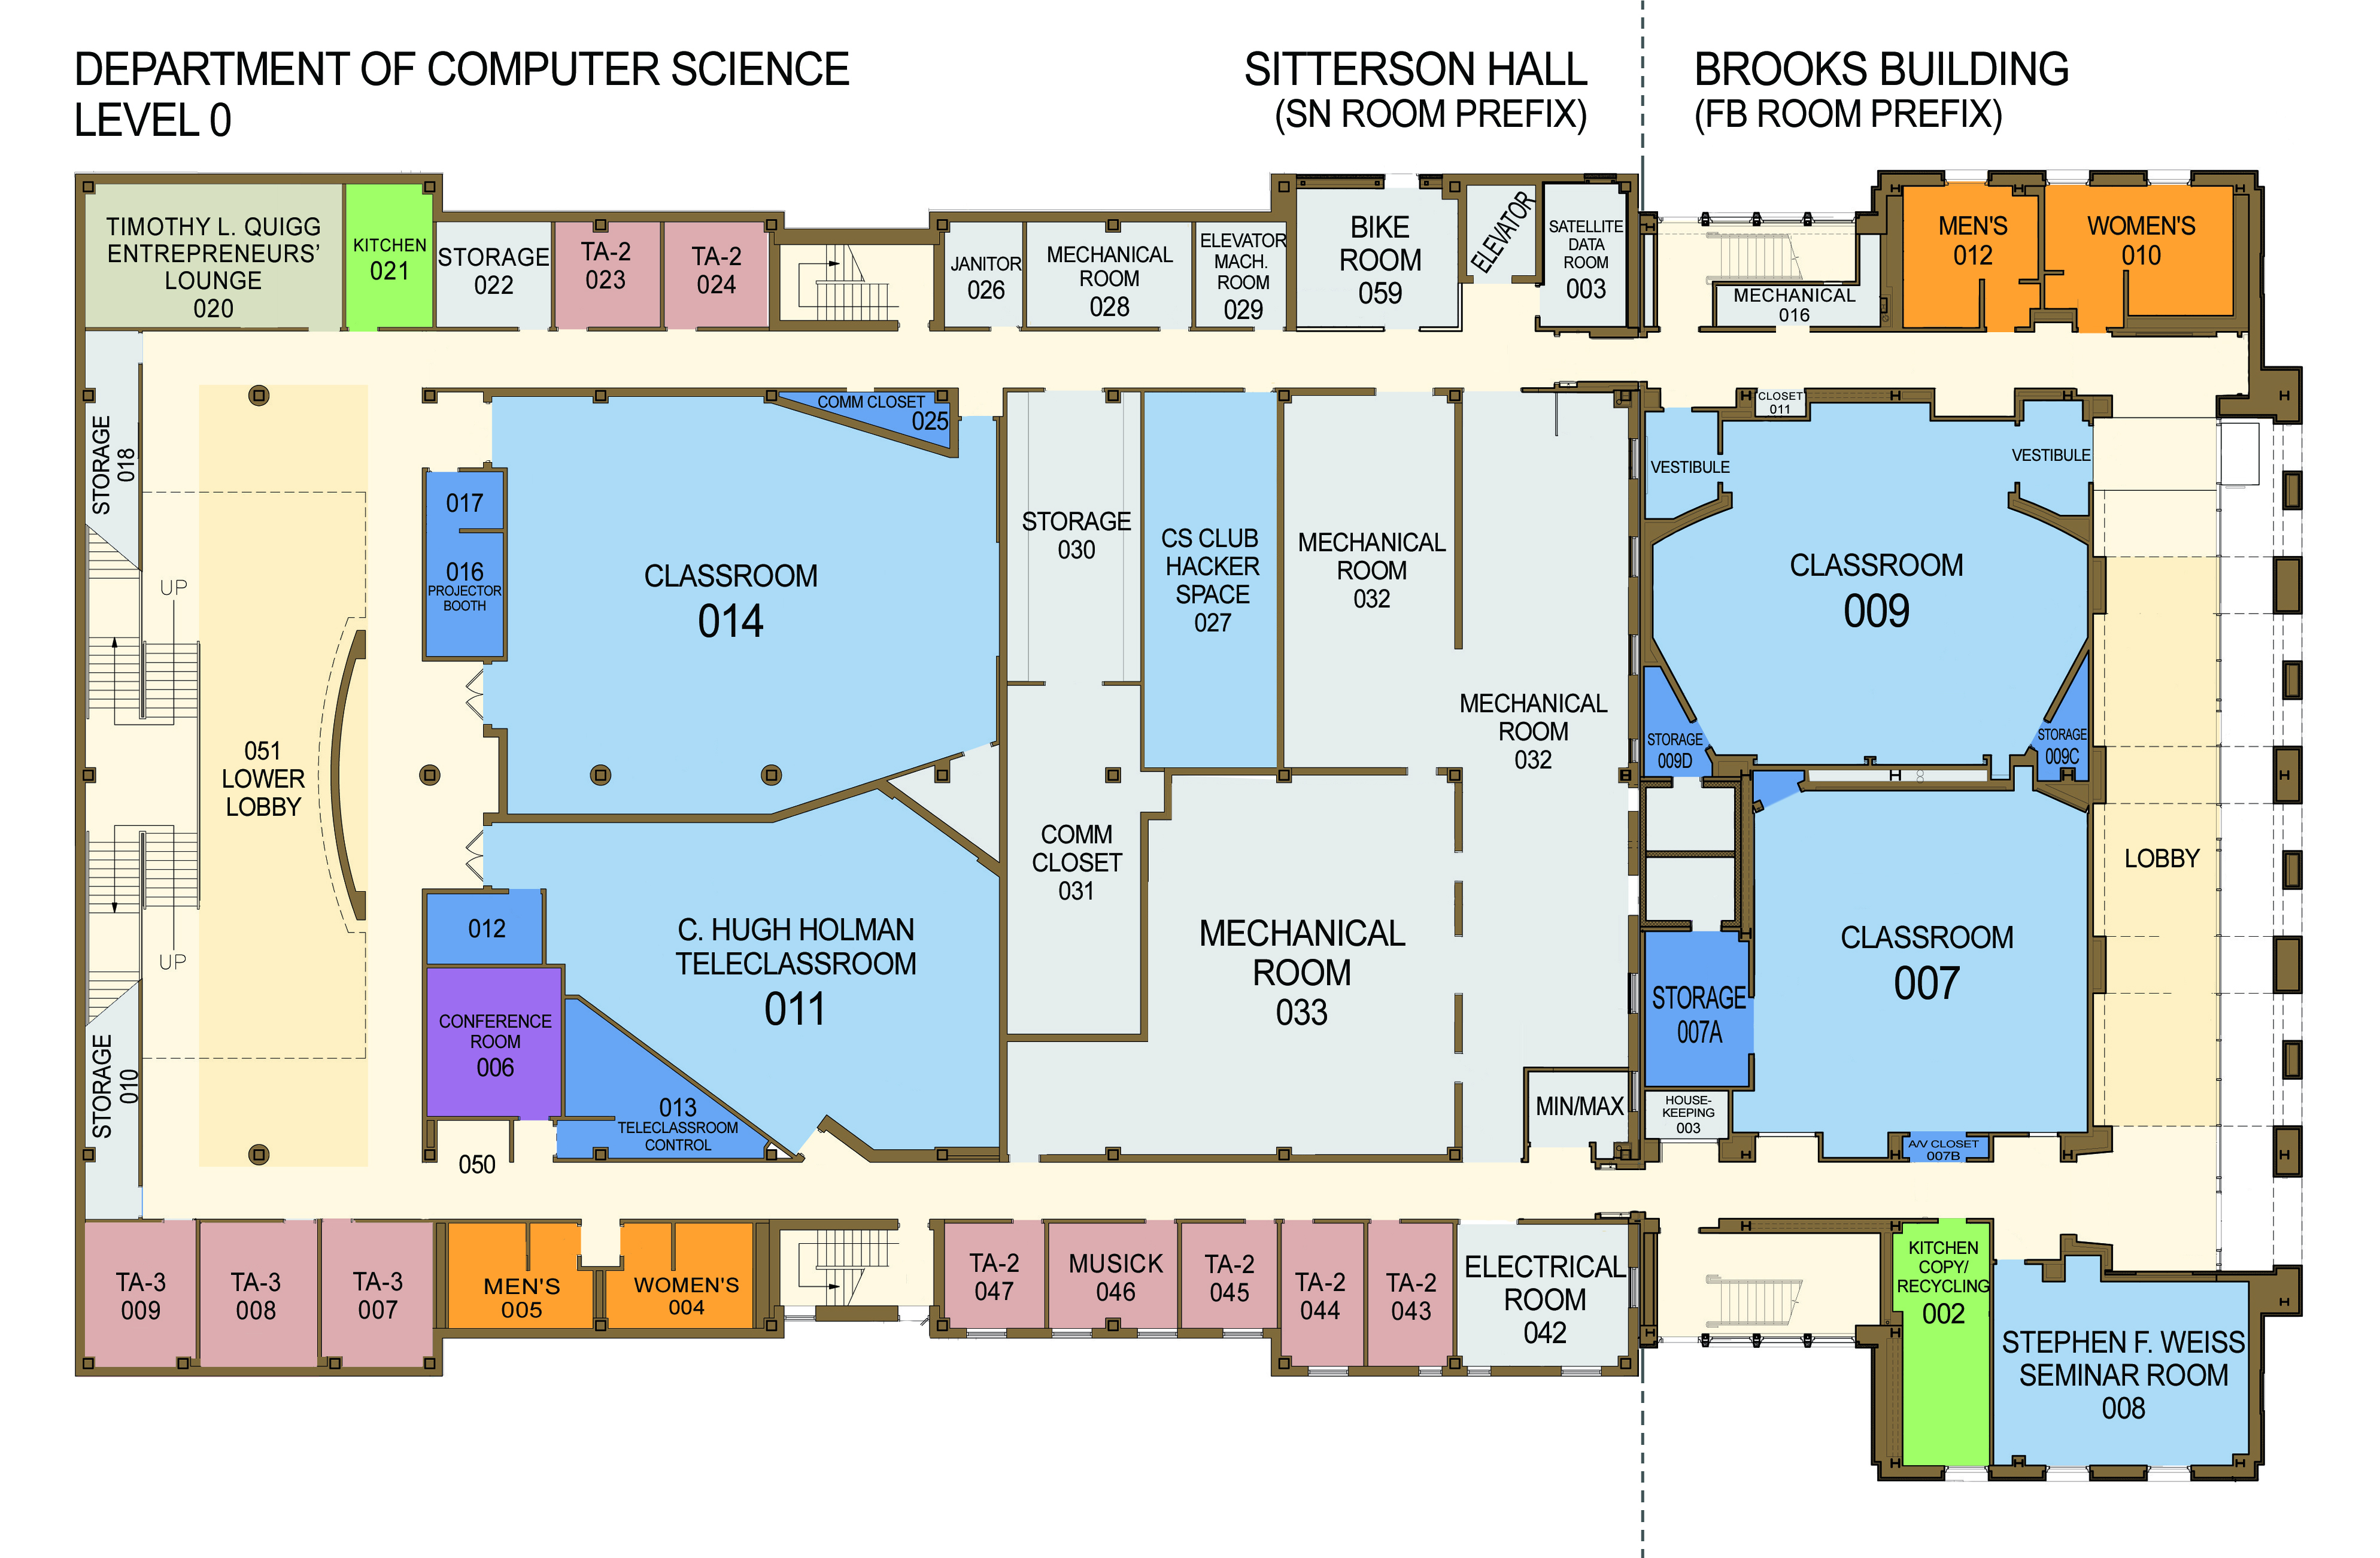 DEPARTMENT OF COMPUTER SCIENCE
LEVEL 0
SITTERSON HALL
(SN ROOM PREFIX)
BROOKS BUILDING
(FB ROOM PREFIX)
TIMOTHY L. QUIGG
ENTREPRENEURS'
LOUNGE
020
KITCHEN
021
STORAGE
022
TA-2
023
TA-2
024
JANITOR
026
MECHANICAL
ROOM
028
ELEVATOR
MACH.
ROOM
029
BIKE
ROOM
059
ELEVATOR
SATELLITE
DATA
ROOM
003
MECHANICAL
016
MEN'S
012
WOMEN'S
010
STORAGE
018
COMM CLOSET
025
CLOSET
011
VESTIBULE
VESTIBULE
017
016
PROJECTOR
BOOTH
CLASSROOM
014
STORAGE
030
CS CLUB
HACKER
SPACE
027
MECHANICAL
ROOM
032
MECHANICAL
ROOM
032
CLASSROOM
009
UP
051
LOWER
LOBBY
STORAGE
009D
STORAGE
009C
COMM
CLOSET
031
LOBBY
UP
012
C. HUGH HOLMAN
TELECLASSROOM
011
MECHANICAL
ROOM
033
CLASSROOM
007
STORAGE
007A
CONFERENCE
ROOM
006
STORAGE
010
013
TELECLASSROOM
CONTROL
MIN/MAX
HOUSE-
KEEPING
003
A/V CLOSET
007B
050
TA-3
009
TA-3
008
TA-3
007
MEN'S
005
WOMEN'S
004
TA-2
047
MUSICK
046
TA-2
045
TA-2
044
TA-2
043
ELECTRICAL
ROOM
042
KITCHEN
COPY/
RECYCLING
002
STEPHEN F. WEISS
SEMINAR ROOM
008